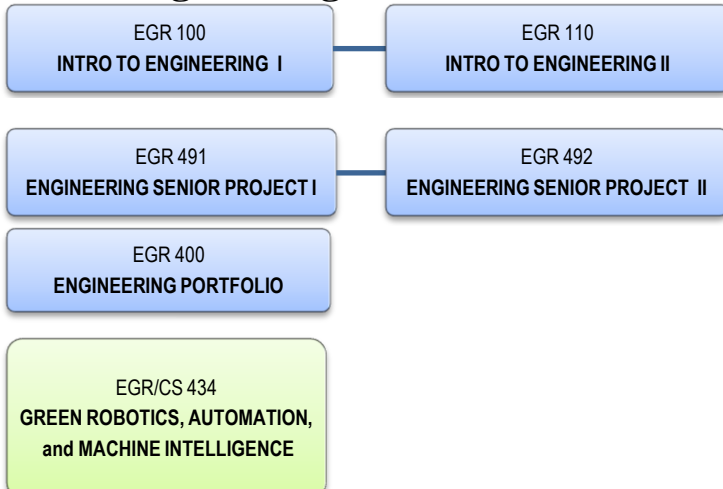 EGR 100
INTRO TO ENGINEERING I
EGR 110
INTRO TO ENGINEERING II
EGR 491
ENGINEERING SENIOR PROJECT I
EGR 492
ENGINEERING SENIOR PROJECT II
EGR 400
ENGINEERING PORTFOLIO
EGR/CS 434
GREEN ROBOTICS, AUTOMATION,
and MACHINE INTELLIGENCE